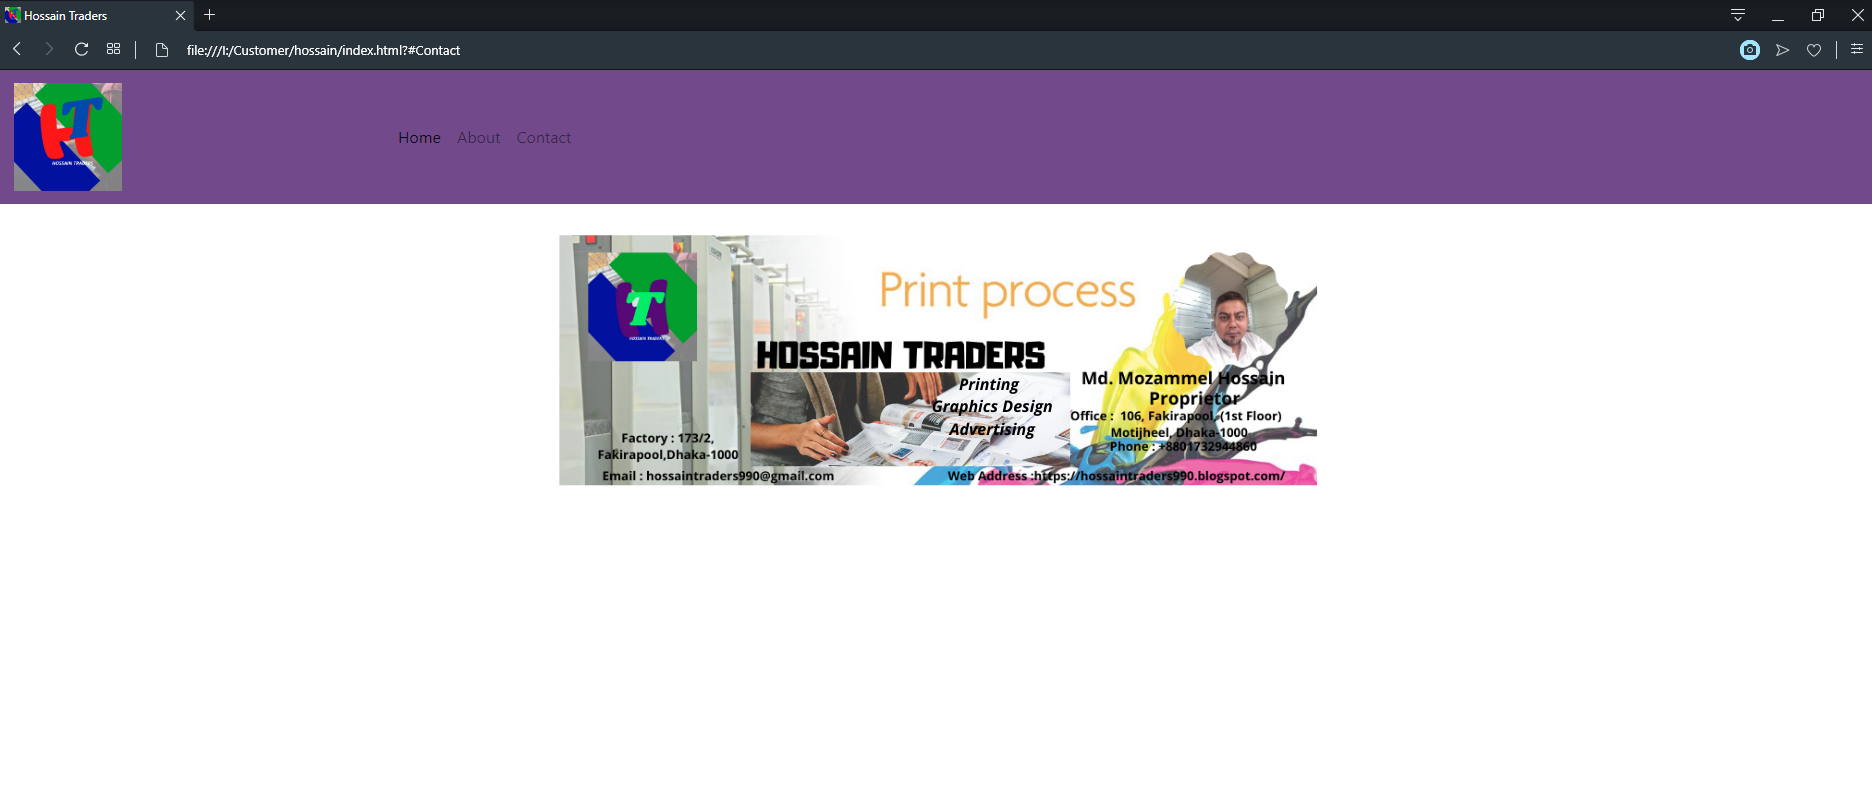 Hossain Traders
file:///I:/Customer/hossain/index.html?#Contact
HT
HOSSAIN TRADERS
Home About Contact
HT
HOSSAIN TRADERS
Print process
HOSSAIN TRADERS
Printing
Graphics Design
Advertising
Md. Mozammel Hossain
Proprietor
Office : 106, Fakirapool, (1st Floor)
Motijheel, Dhaka-1000
Phone : +8801732944860
Factory : 173/2,
Fakirapool,Dhaka-1000
Email : hossaintraders990@gmail.com
Web Address :https://hossaintraders990.blogspot.com/